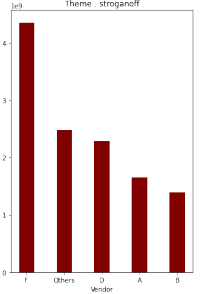 Theme : stroganoff
1e9
4
3
2
1
0
F Others D A B
Vendor